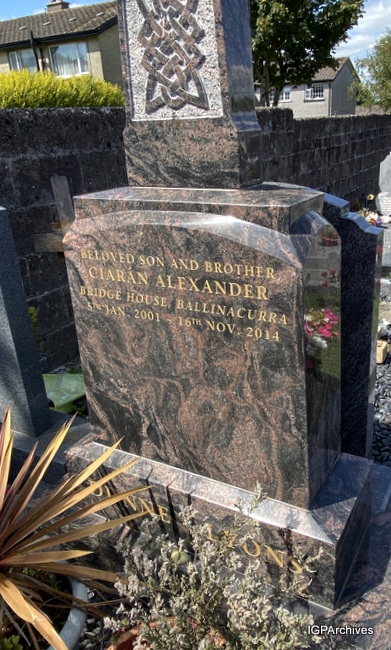 BELOVED SON AND BROTHER
CIARAN ALEXANDER
BRIDGE HOUSE, BALLINACURRA
5TH JAN. 2001 - 16TH NOV. 2014
IGPArchives